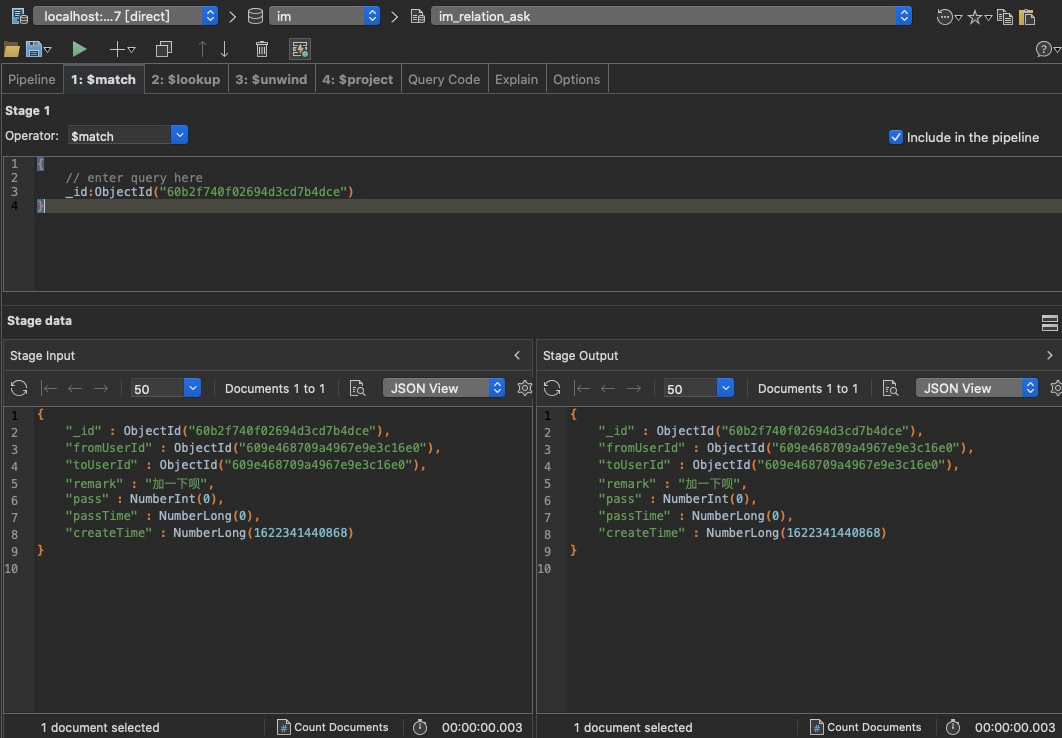 localhost:...7 [direct] im im_relation_ask
Pipeline 1: $match 2: $lookup 3: $unwind 4: $project Query Code Explain Options
Stage 1
Operator: $match Include in the pipeline
1 {
2 // enter query here
3 _id:ObjectId("60b2f740f02694d3cd7b4dce")
4 }
Stage data
Stage Input
50 Documents 1 to 1 JSON View
1 {
2 "_id" : ObjectId("60b2f740f02694d3cd7b4dce"),
3 "fromUserId" : ObjectId("609e468709a4967e9e3c16e0"),
4 "toUserId" : ObjectId("609e468709a4967e9e3c16e0"),
5 "remark" : "加一下呗",
6 "pass" : NumberInt(0),
7 "passTime" : NumberLong(0),
8 "createTime" : NumberLong(1622341440868)
9 }
10
1 document selected Count Documents 00:00:00.003
Stage Output
50 Documents 1 to 1 JSON View
1 {
2 "_id" : ObjectId("60b2f740f02694d3cd7b4dce"),
3 "fromUserId" : ObjectId("609e468709a4967e9e3c16e0"),
4 "toUserId" : ObjectId("609e468709a4967e9e3c16e0"),
5 "remark" : "加一下呗",
6 "pass" : NumberInt(0),
7 "passTime" : NumberLong(0),
8 "createTime" : NumberLong(1622341440868)
9 }
10
1 document selected Count Documents 00:00:00.003